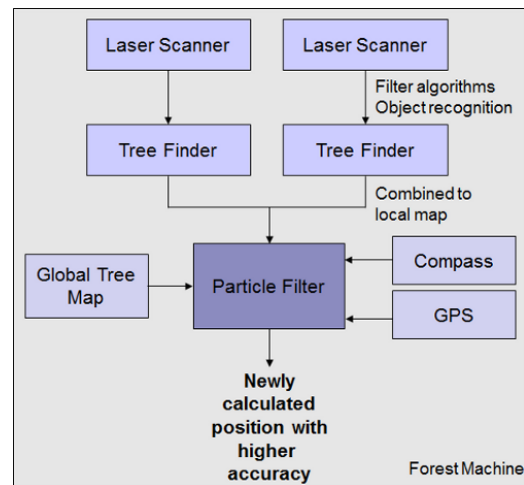 Laser Scanner
Laser Scanner
Filter algorithms
Object recognition
Tree Finder
Tree Finder
Combined to
local map
Global Tree
Map
Particle Filter
Compass
GPS
Newly
calculated
position with
higher
accuracy
Forest Machine